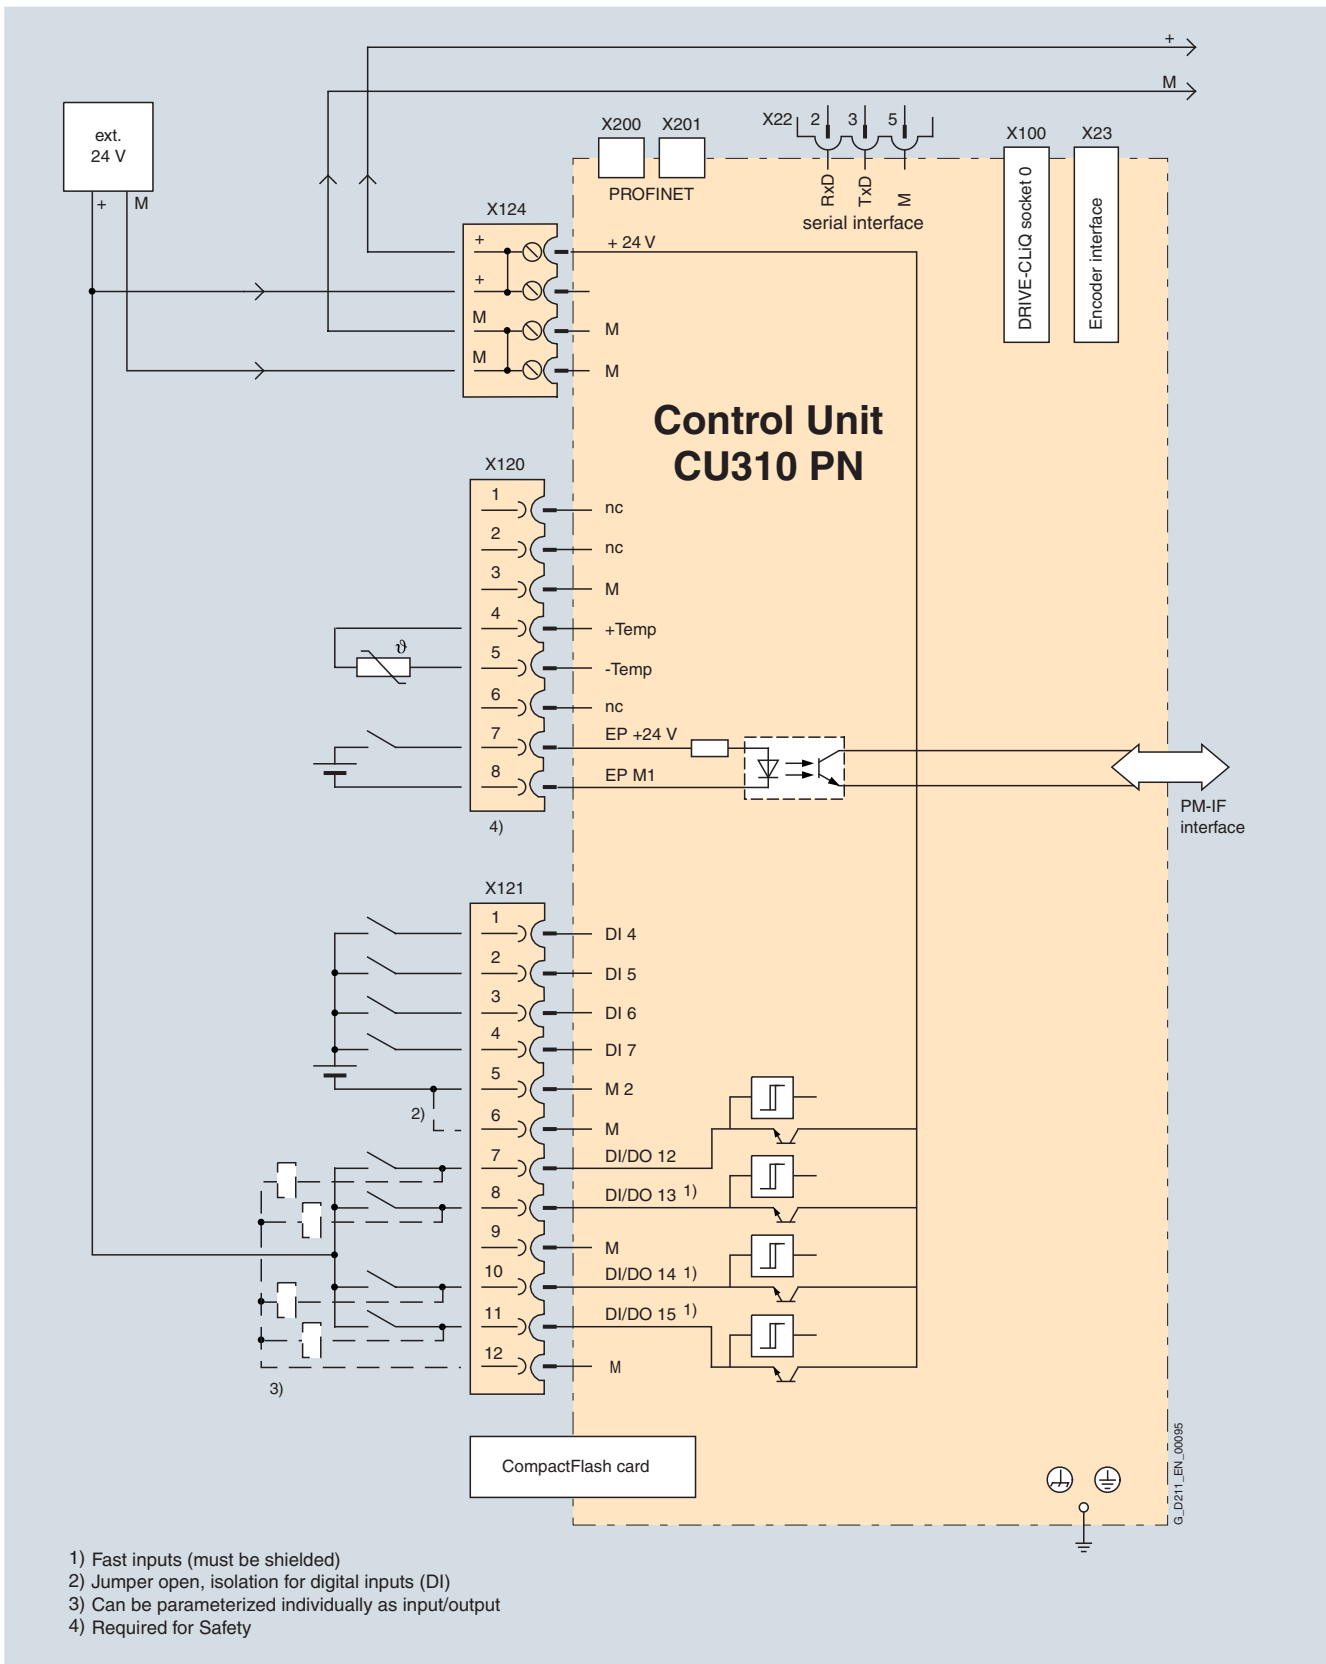 +
M
ext.
24 V
+ M
X200 X201
PROFINET
X22 2 3 5
RxD
TxD
M
serial interface
X100
DRIVE-CLiQ socket 0
X23
Encoder interface
X124
+
+ 24 V
+
M
M
M
M
Control Unit
CU310 PN
X120
1
nc
2
nc
3
M
4
+Temp
ϑ
5
-Temp
6
nc
7
EP +24 V
8
EP M1
4)
PM-IF
interface
X121
1
DI 4
2
DI 5
3
DI 6
4
DI 7
5
M 2
2)
6
M
7
DI/DO 12
8
DI/DO 13 1)
9
M
10
DI/DO 14 1)
11
DI/DO 15 1)
12
M
3)
CompactFlash card
G_D211_EN_00095
1) Fast inputs (must be shielded)
2) Jumper open, isolation for digital inputs (DI)
3) Can be parameterized individually as input/output
4) Required for Safety